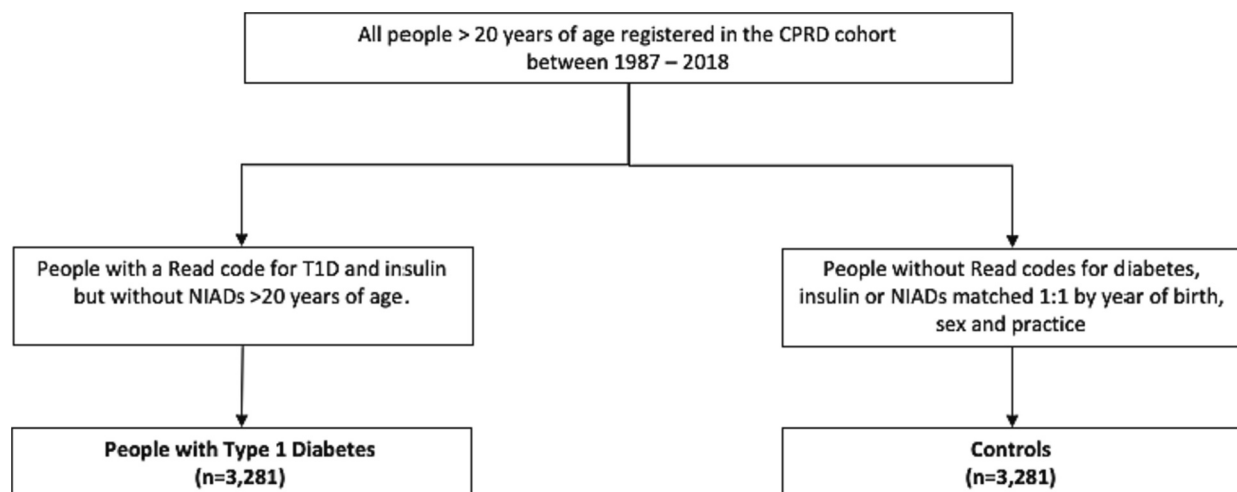 All people > 20 years of age registered in the CPRD cohort
between 1987 – 2018
People with a Read code for T1D and insulin
but without NIADs >20 years of age.
People without Read codes for diabetes,
insulin or NIADs matched 1:1 by year of birth,
sex and practice
People with Type 1 Diabetes
(n=3,281)
Controls
(n=3,281)